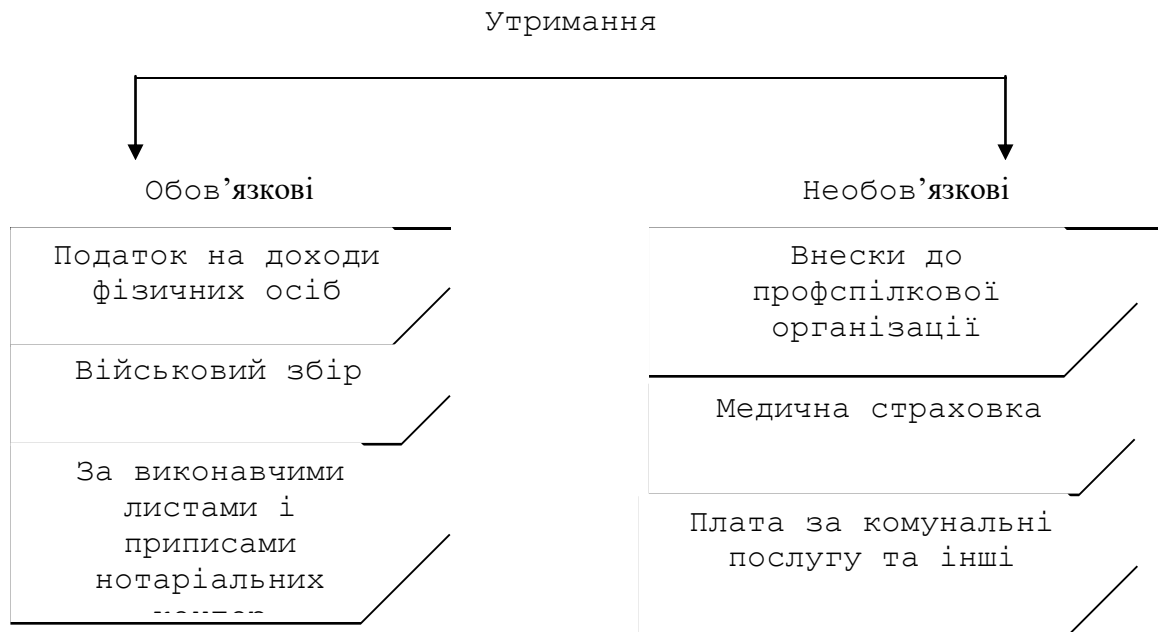 Утримання
Обов’язкові
Необов’язкові
Податок на доходи
фізичних осіб
Військовий збір
За виконавчими
листами і
приписами
нотаріальних
Внески до
профспілкової
організації
Медична страховка
Плата за комунальні
послугу та інші